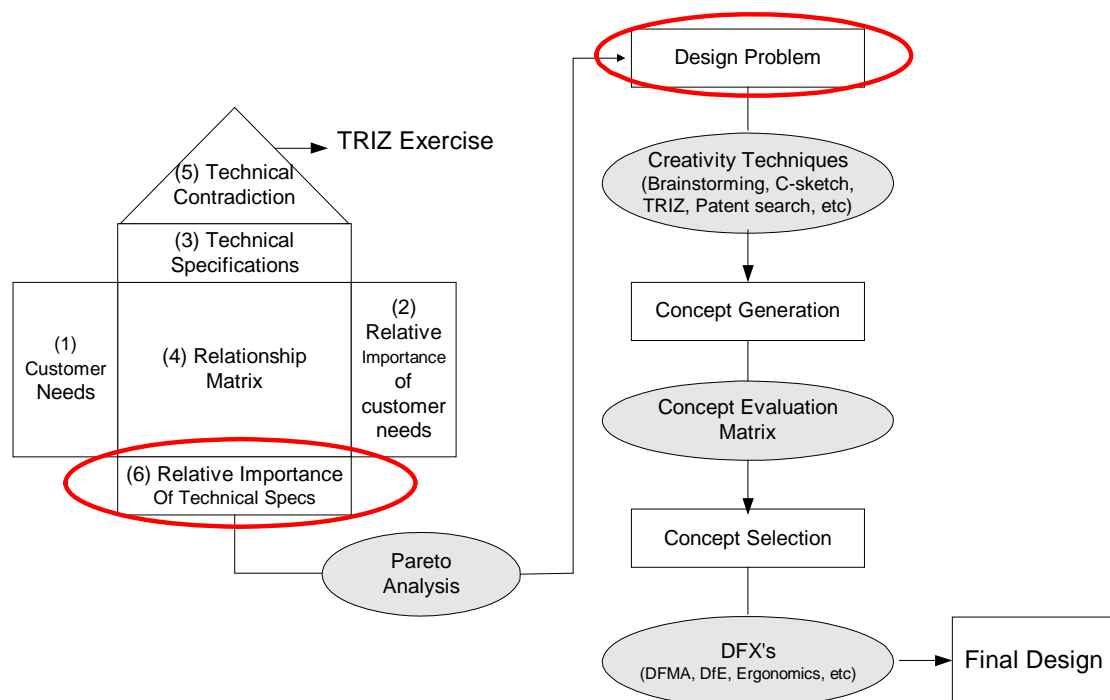 TRIZ Exercise
(5) Technical
Contradiction
(3) Technical
Specifications
(1)
Customer
Needs
(4) Relationship
Matrix
(2)
Relative
Importance
of
customer
needs
(6) Relative Importance
Of Technical Specs
Pareto
Analysis
Design Problem
Creativity Techniques
(Brainstorming, C-sketch,
TRIZ, Patent search, etc)
Concept Generation
Concept Evaluation
Matrix
Concept Selection
DFX's
(DFMA, DfE, Ergonomics, etc)
Final Design